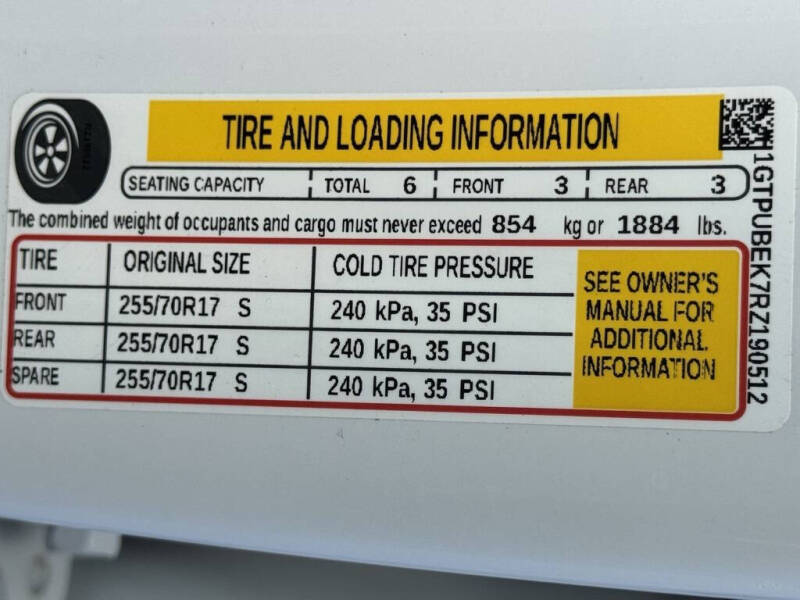 TIRE AND LOADING INFORMATION
SEATING CAPACITY TOTAL 6 FRONT 3 REAR 3
The combined weight of occupants and cargo must never exceed 854 kg or 1884 lbs.
TIRE ORIGINAL SIZE COLD TIRE PRESSURE
FRONT 255/70R17 S 240 kPa, 35 PSI
REAR 255/70R17 S 240 kPa, 35 PSI
SPARE 255/70R17 S 240 kPa, 35 PSI
SEE OWNER'S
MANUAL FOR
ADDITIONAL
INFORMATION
1GTPUBEK7RZ190512